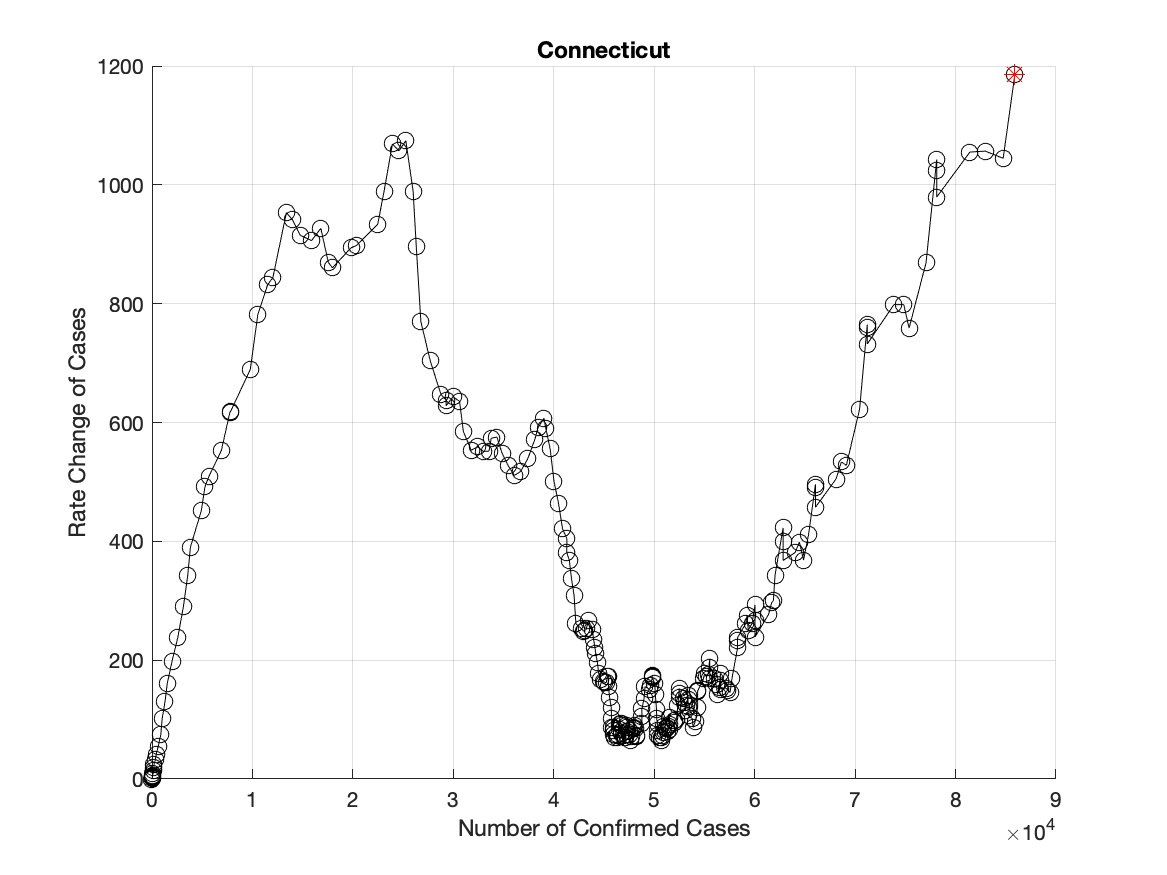 Connecticut
1200
1000
800
600
400
200
0
Rate Change of Cases
0 1 2 3 4 5 6 7 8 9
Number of Confirmed Cases
×10⁴